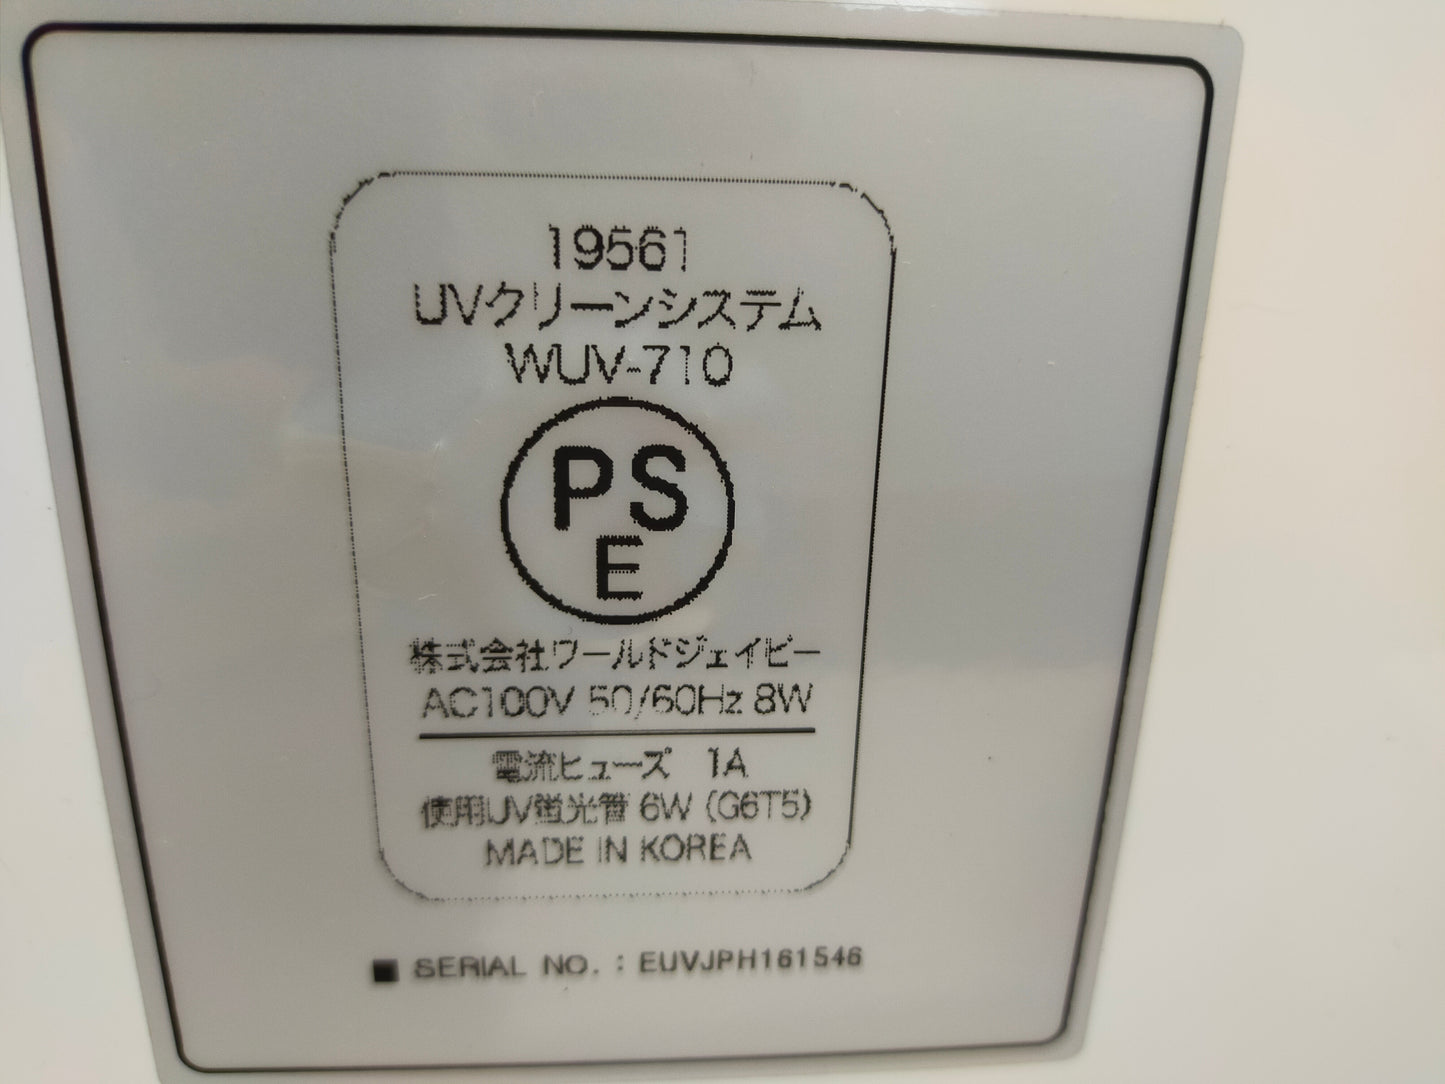 19561
UVクリーンシステム
WUV-710
PS
E
株式会社ワールドジェイピー
AC100V 50/60Hz 8W
電流ヒューズ 1A
使用UV蛍光管 6W (G6T5)
MADE IN KOREA
■ SERIAL NO. : EUVJPH161546